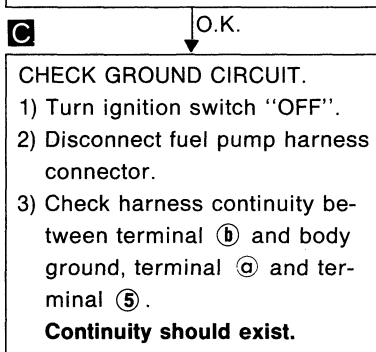 C
O.K.
CHECK GROUND CIRCUIT.
1) Turn ignition switch "OFF".
2) Disconnect fuel pump harness
connector.
3) Check harness continuity be-
tween terminal ⓑ and body
ground, terminal ⓐ and ter-
minal ⑤.
Continuity should exist.